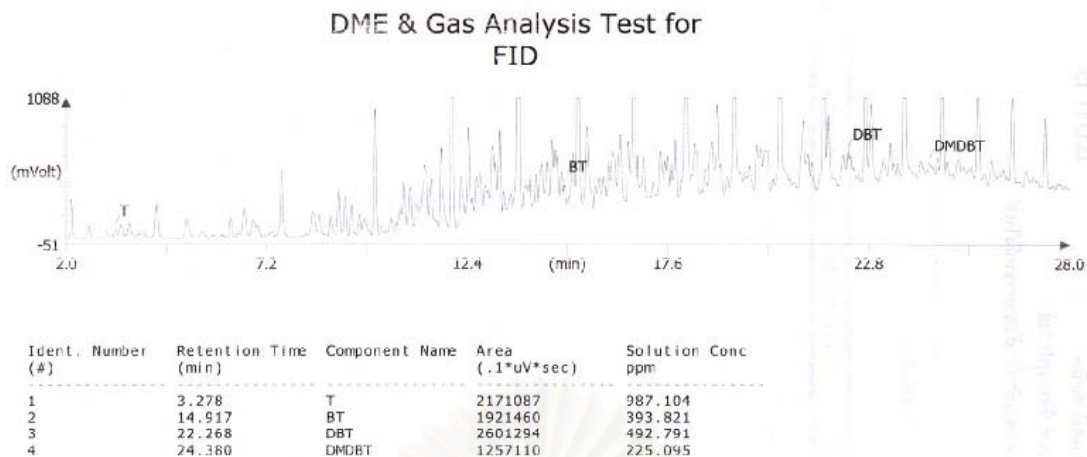 DME & Gas Analysis Test for
FID
1088
(mVolt)
-51
T
BT
DBT
DMDBT
2.0 7.2 12.4 (min) 17.6 22.8 28.0
Ident. Number Retention Time Component Name Area Solution Conc
(#) (min) (.1*uV*sec) ppm
1 3.278 T 2171087 987.104
2 14.917 BT 1921460 393.821
3 22.268 DBT 2601294 492.791
4 24.380 DMDBT 1257110 225.095